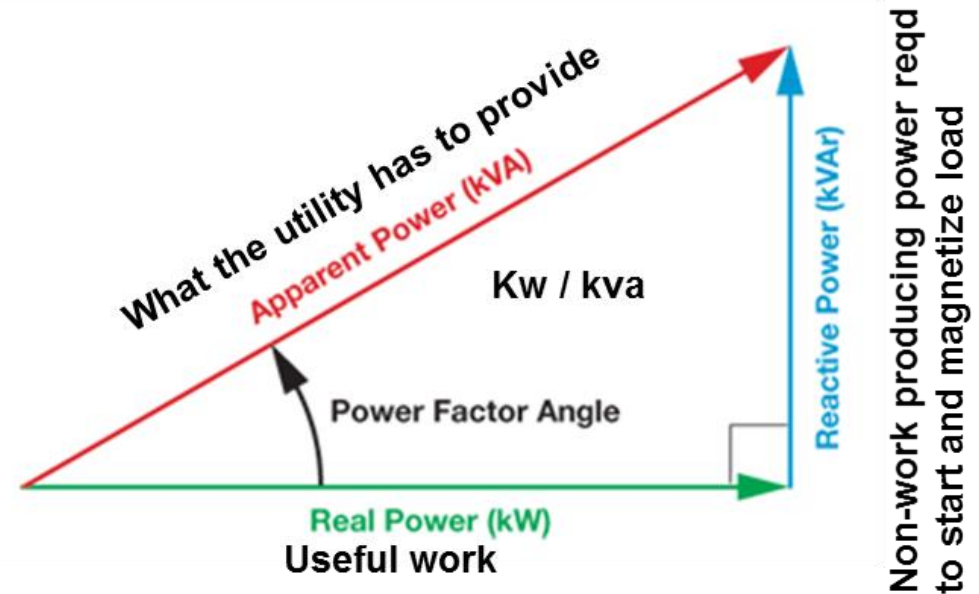 What the utility has to provide
Apparent Power (kVA)
Kw / kva
Power Factor Angle
Real Power (kW)
Useful work
Reactive Power (kVAr)
Non-work producing power reqd
to start and magnetize load